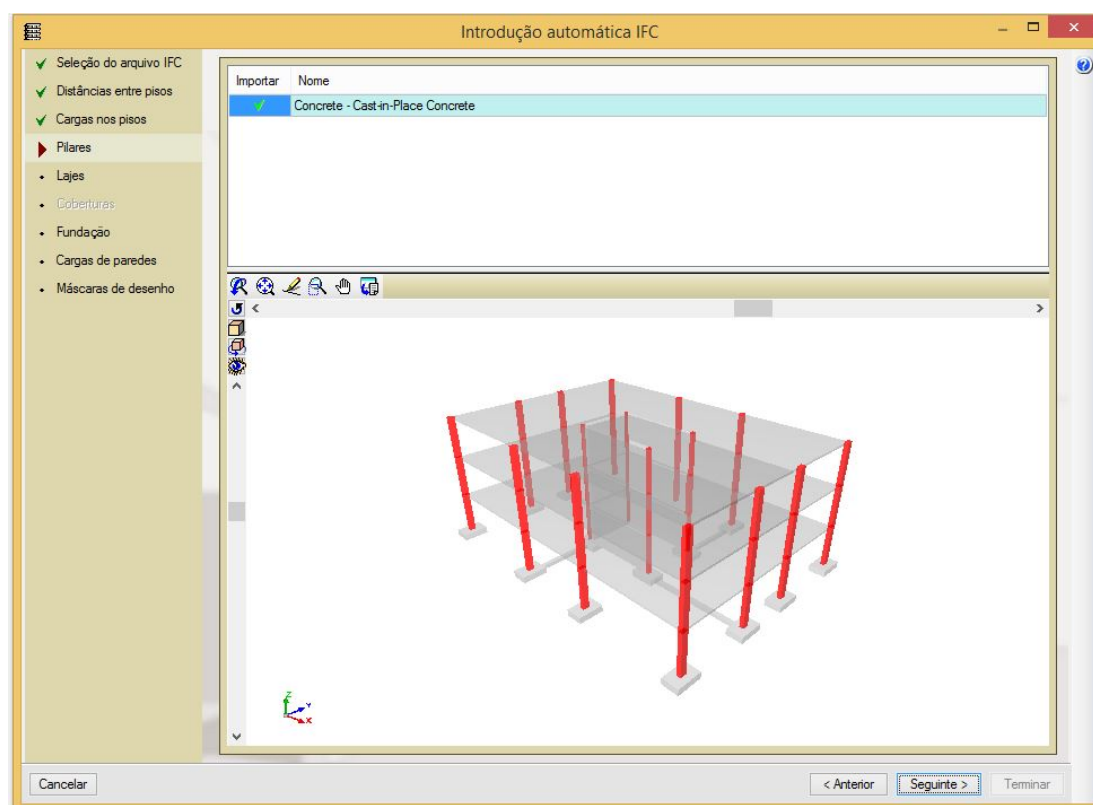 Introdução automática IFC
Seleção do arquivo IFC
Distâncias entre pisos
Cargas nos pisos
Pilares
Lajes
Coberturas
Fundação
Cargas de paredes
Máscaras de desenho
Importar Nome
Concrete - Cast-in-Place Concrete
Z
Y
X
Cancelar
< Anterior
Seguinte >
Terminar